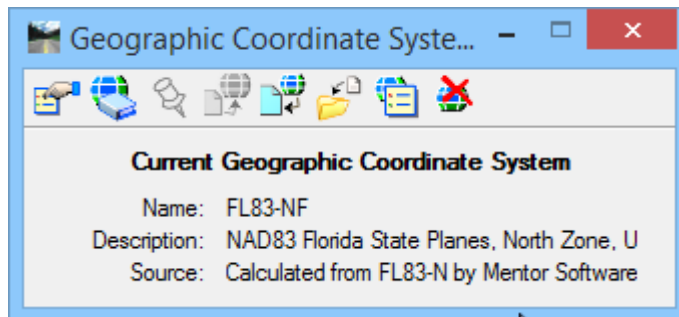 Geographic Coordinate Syste...
Current Geographic Coordinate System
Name: FL83-NF
Description: NAD83 Florida State Planes, North Zone, U
Source: Calculated from FL83-N by Mentor Software